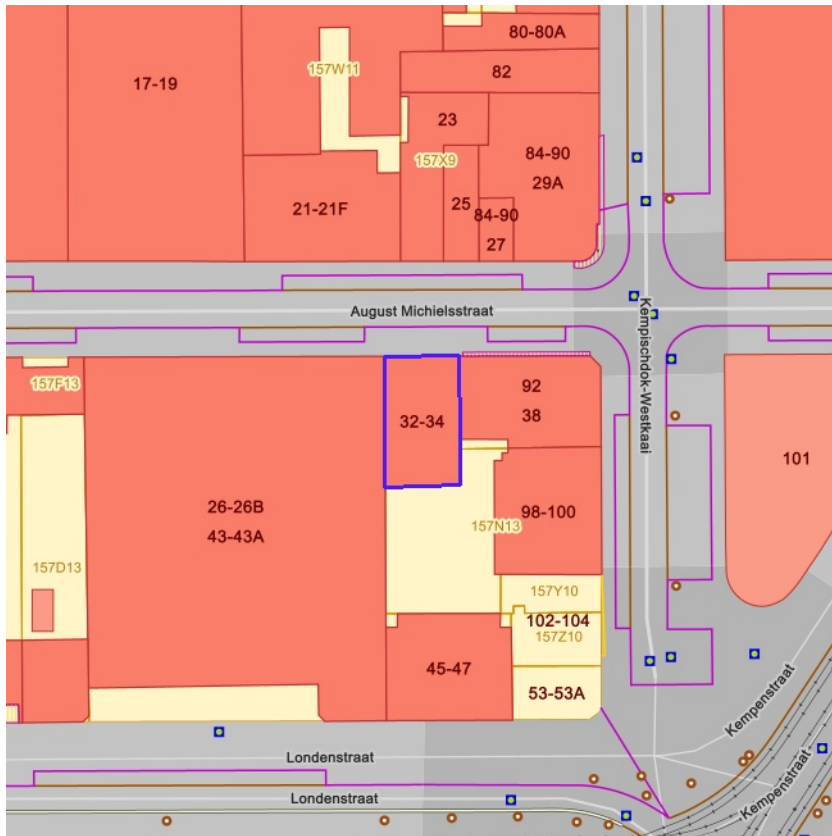 80-80A
157W11
82
17-19
23
84-90
157X9
29A
25
21-21F
84-90
27
August Michielsstraat
Kempischdok-Westkaai
157F13
92
32-34
38
101
26-26B
98-100
157N13
43-43A
157D13
157Y10
102-104
157Z10
45-47
53-53A
Kempenstraat
Londenstraat
Kempenstraat
Londenstraat